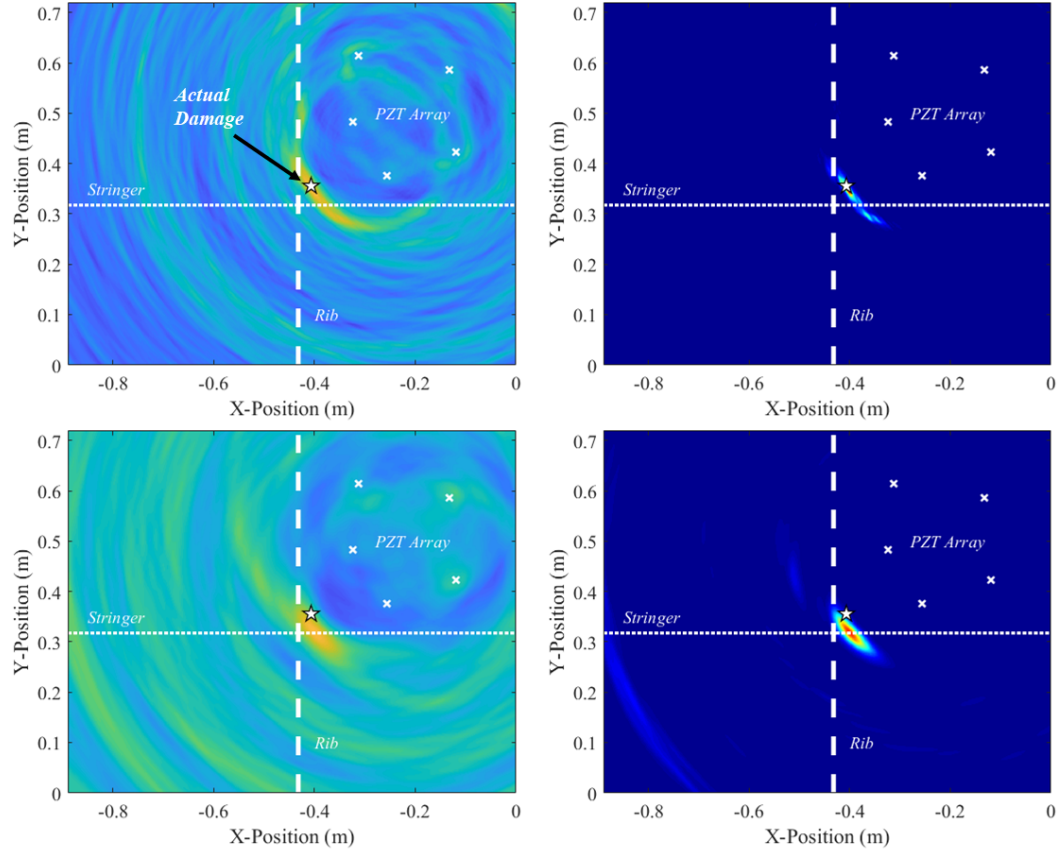 0.7
0.6
0.5
0.4
0.3
0.2
0.1
0
Y-Position (m)
Actual
Damage
PZT Array
Stringer
Rib
-0.8 -0.6 -0.4 -0.2 0
X-Position (m)
0.7
0.6
0.5
0.4
0.3
0.2
0.1
0
Y-Position (m)
PZT Array
Stringer
Rib
-0.8 -0.6 -0.4 -0.2 0
X-Position (m)
0.7
0.6
0.5
0.4
0.3
0.2
0.1
0
Y-Position (m)
PZT Array
Stringer
Rib
-0.8 -0.6 -0.4 -0.2 0
X-Position (m)
0.7
0.6
0.5
0.4
0.3
0.2
0.1
0
Y-Position (m)
PZT Array
Stringer
Rib
-0.8 -0.6 -0.4 -0.2 0
X-Position (m)